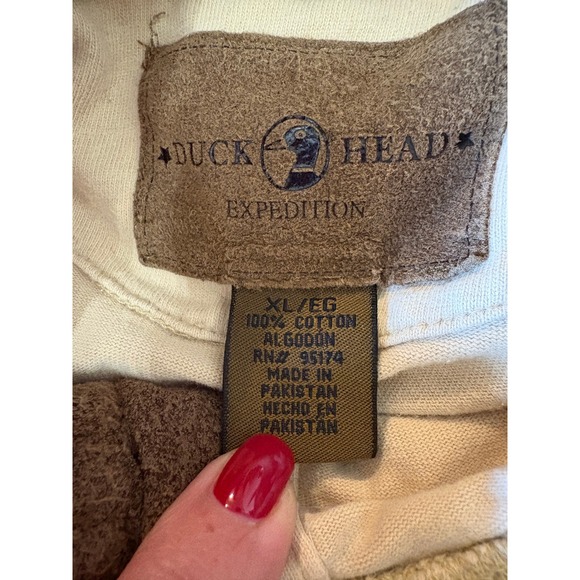 DUCK HEAD
EXPEDITION
XL/EG
100% COTTON
ALGODON
RN# 95174
MADE IN
PAKISTAN
HECHO EN
PAKISTAN